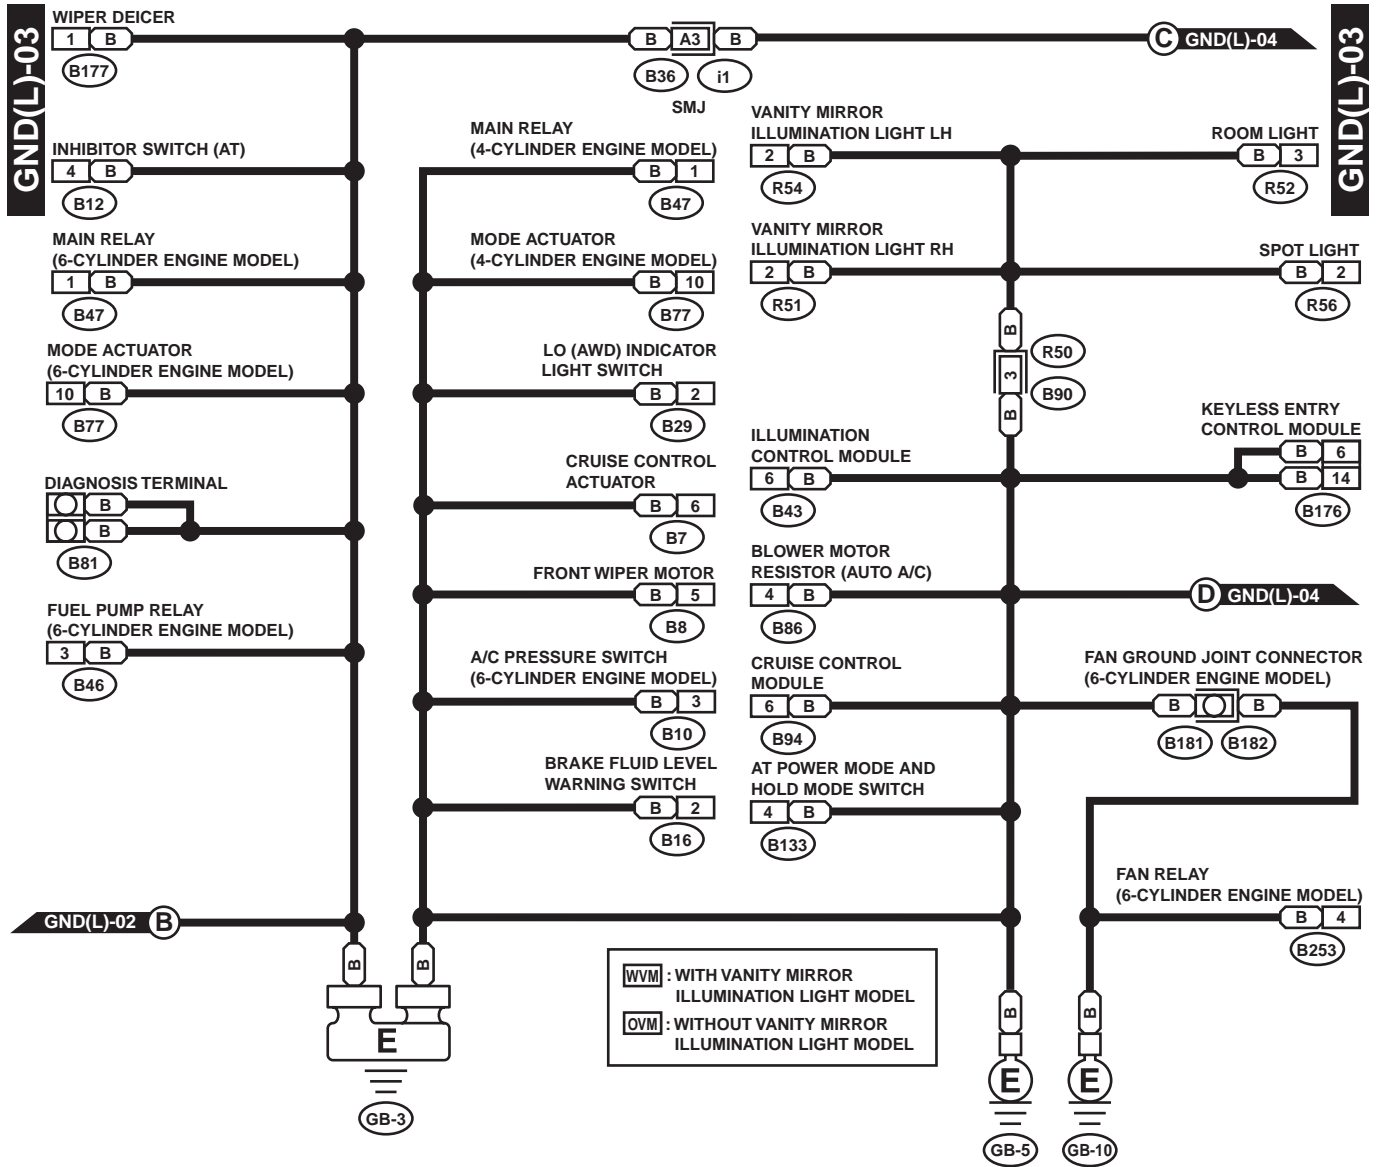 GND(L)-03
WIPER DEICER
1 B
B177
INHIBITOR SWITCH (AT)
4 B
B12
MAIN RELAY
(6-CYLINDER ENGINE MODEL)
1 B
B47
MODE ACTUATOR
(6-CYLINDER ENGINE MODEL)
10 B
B77
DIAGNOSIS TERMINAL
B
B
B81
FUEL PUMP RELAY
(6-CYLINDER ENGINE MODEL)
3 B
B46
GND(L)-02 B
B
B
E
GB-3
B A3 B
B36 i1
SMJ
MAIN RELAY
(4-CYLINDER ENGINE MODEL)
B 1
B47
MODE ACTUATOR
(4-CYLINDER ENGINE MODEL)
B 10
B77
LO (AWD) INDICATOR
LIGHT SWITCH
B 2
B29
CRUISE CONTROL
ACTUATOR
B 6
B7
FRONT WIPER MOTOR
B 5
B8
A/C PRESSURE SWITCH
(6-CYLINDER ENGINE MODEL)
B 3
B10
BRAKE FLUID LEVEL
WARNING SWITCH
B 2
B16
C GND(L)-04
GND(L)-03
VANITY MIRROR
ILLUMINATION LIGHT LH
2 B
R54
VANITY MIRROR
ILLUMINATION LIGHT RH
2 B
R51
ROOM LIGHT
B 3
R52
SPOT LIGHT
B 2
R56
B
R50
3
B90
B
ILLUMINATION
CONTROL MODULE
6 B
B43
KEYLESS ENTRY
CONTROL MODULE
B 6
B 14
B176
BLOWER MOTOR
RESISTOR (AUTO A/C)
4 B
B86
D GND(L)-04
CRUISE CONTROL
MODULE
6 B
B94
FAN GROUND JOINT CONNECTOR
(6-CYLINDER ENGINE MODEL)
B B
B181 B182
AT POWER MODE AND
HOLD MODE SWITCH
4 B
B133
FAN RELAY
(6-CYLINDER ENGINE MODEL)
B 4
B253
WVM : WITH VANITY MIRROR
ILLUMINATION LIGHT MODEL
OVM : WITHOUT VANITY MIRROR
ILLUMINATION LIGHT MODEL
B
E
GB-5
B
E
GB-10